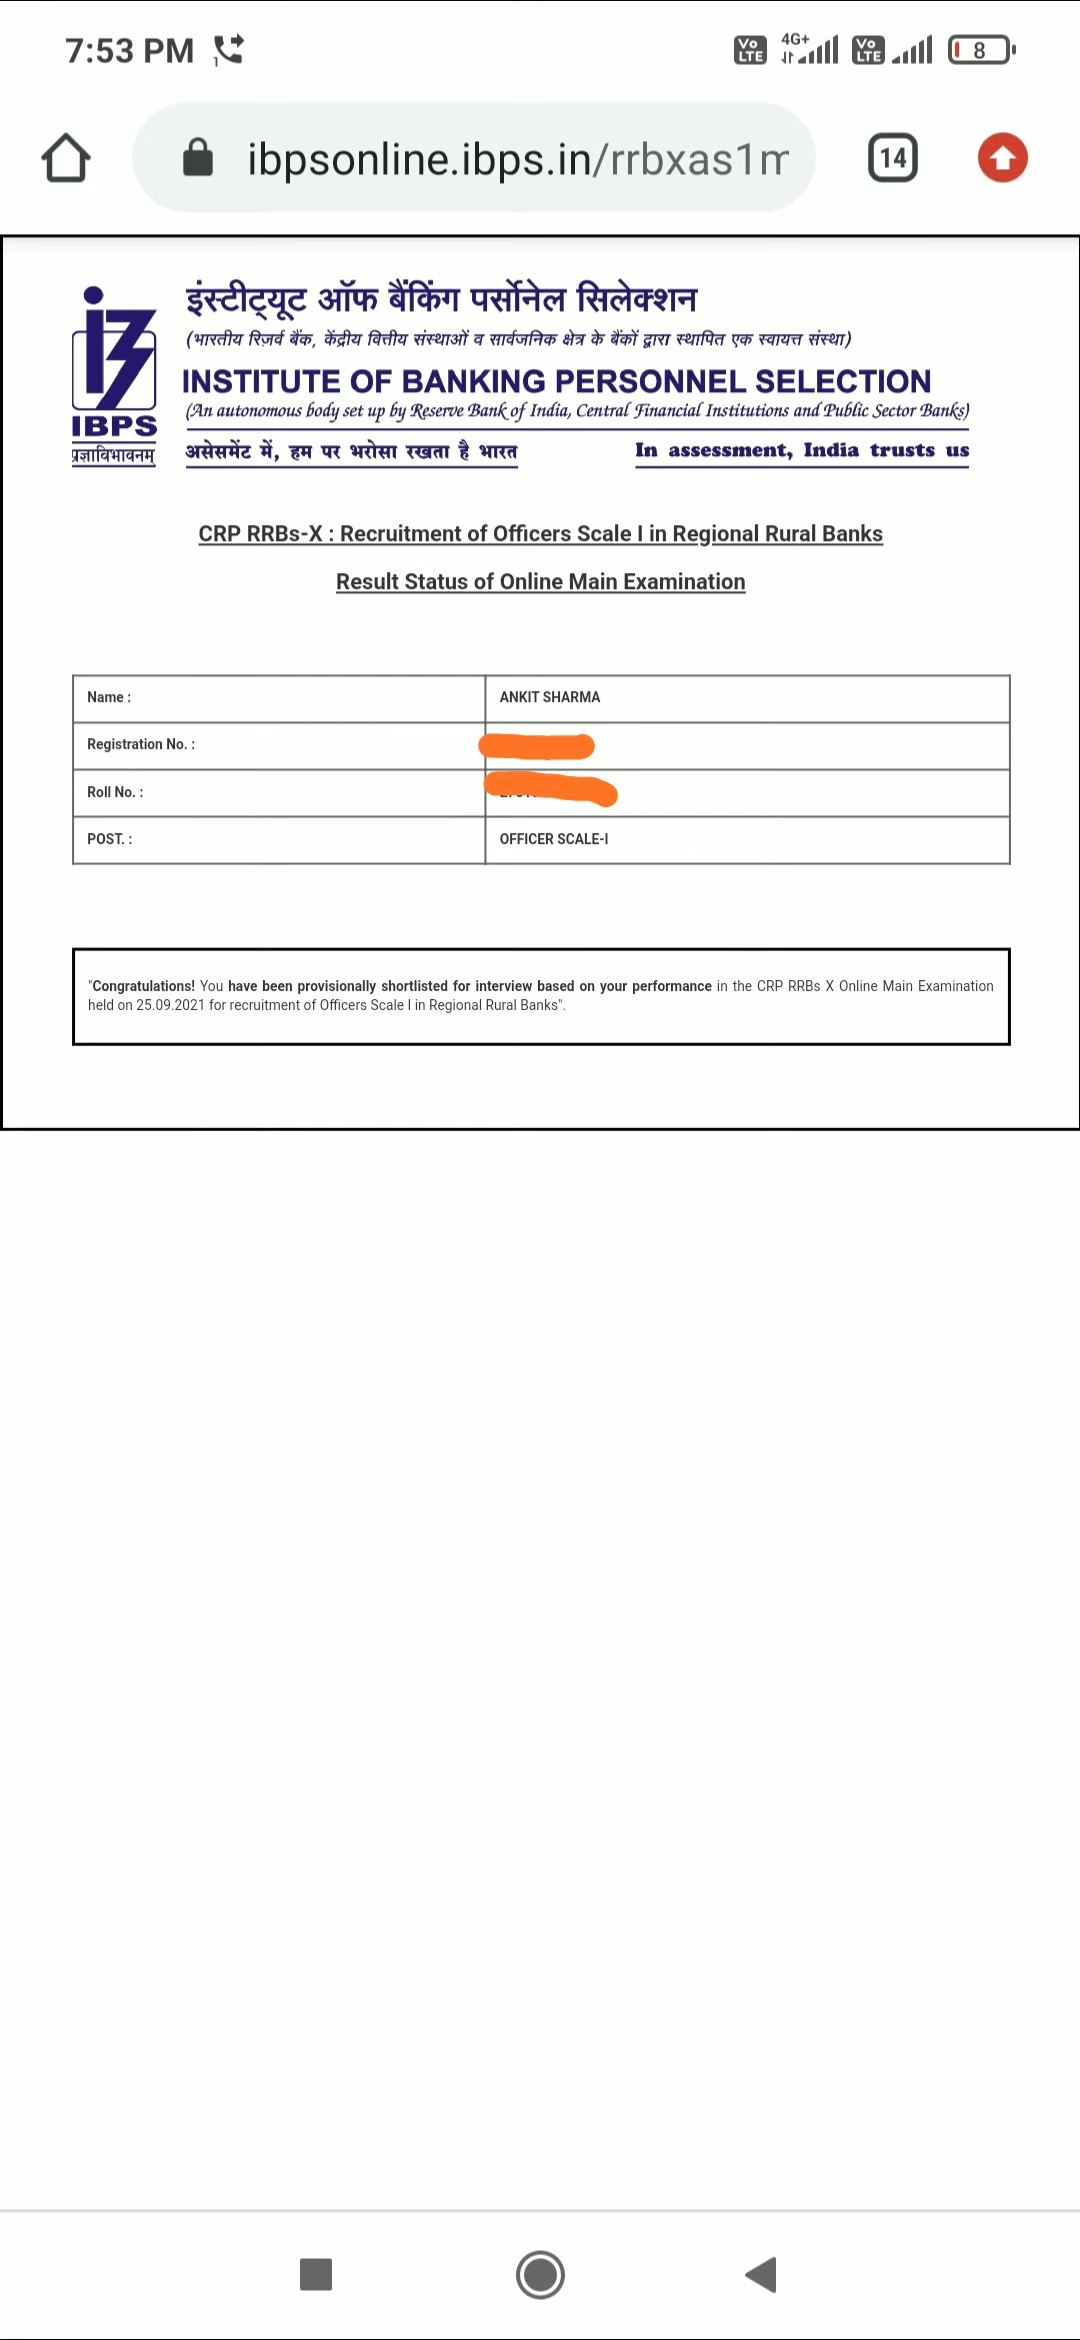 7:53 PM
1
Vo LTE 4G+ Vo LTE 8
ibpsonline.ibps.in/rrbxas1m
14
इंस्टीट्यूट ऑफ बैंकिंग पर्सोनेल सिलेक्शन
(भारतीय रिज़र्व बैंक, केंद्रीय वित्तीय संस्थाओं व सार्वजनिक क्षेत्र के बैंकों द्वारा स्थापित एक स्वायत्त संस्था)
INSTITUTE OF BANKING PERSONNEL SELECTION
(An autonomous body set up by Reserve Bank of India, Central Financial Institutions and Public Sector Banks)
IBPS
प्रज्ञाविभावनम्
असेसमेंट में, हम पर भरोसा रखता है भारत In assessment, India trusts us
CRP RRBs-X : Recruitment of Officers Scale I in Regional Rural Banks
Result Status of Online Main Examination
Name : ANKIT SHARMA
Registration No. :
Roll No. :
POST. : OFFICER SCALE-I
"Congratulations! You have been provisionally shortlisted for interview based on your performance in the CRP RRBs X Online Main Examination
held on 25.09.2021 for recruitment of Officers Scale I in Regional Rural Banks".